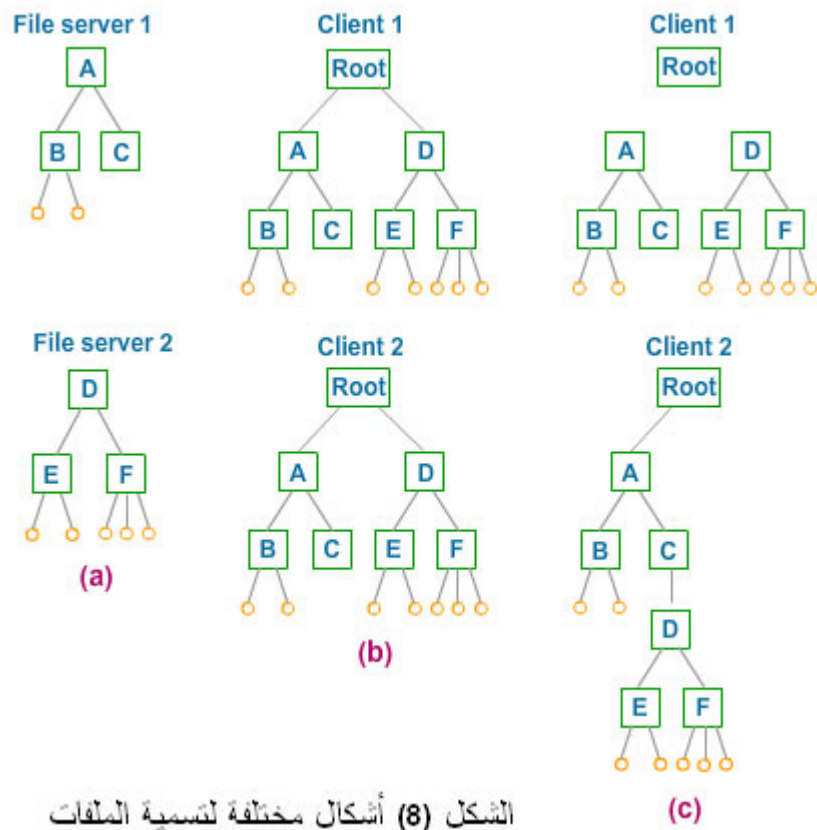 File server 1
A
B C
Client 1
Root
A D
B C E F
Client 1
Root
A D
B C E F
File server 2
D
E F
(a)
Client 2
Root
A D
B C E F
(b)
Client 2
Root
A
B C
D
E F
(c)
الشكل (8) أشكال مختلفة لتسمية الملفات